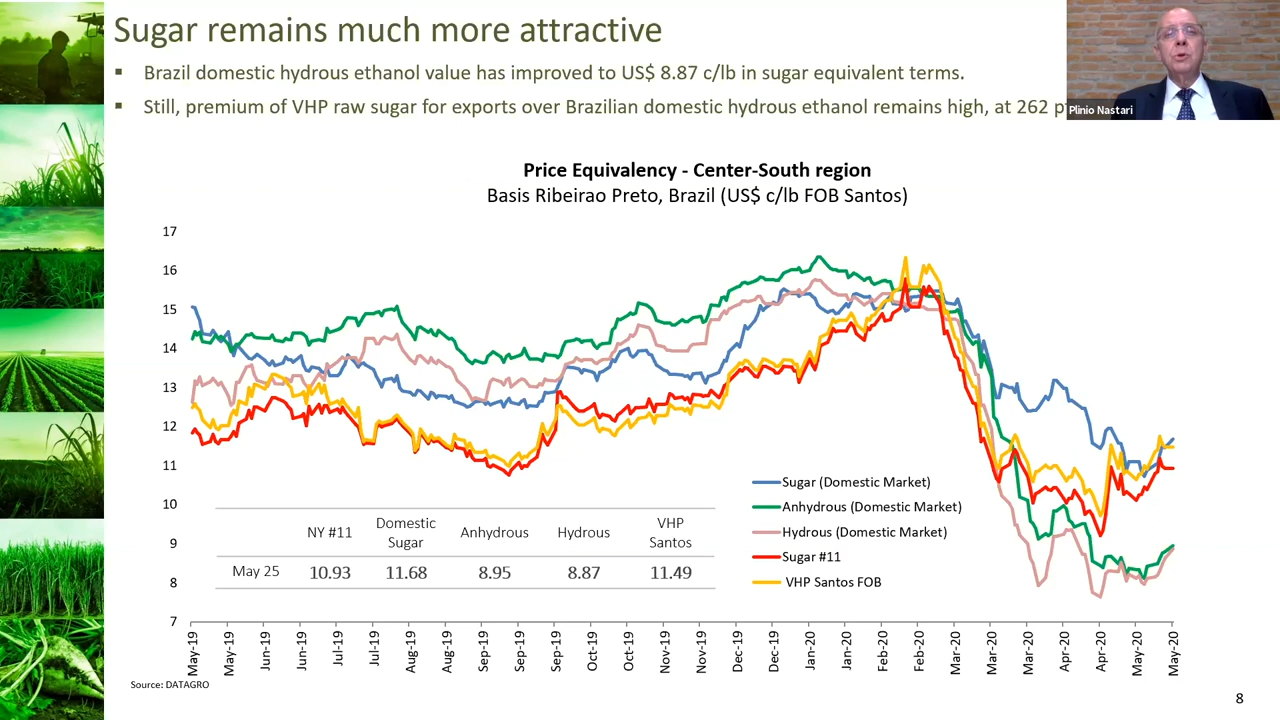 Sugar remains much more attractive
▪ Brazil domestic hydrous ethanol value has improved to US$ 8.87 c/lb in sugar equivalent terms.
▪ Still, premium of VHP raw sugar for exports over Brazilian domestic hydrous ethanol remains high, at 262
Plinio Nastari
Price Equivalency - Center-South region
Basis Ribeirao Preto, Brazil (US$ c/lb FOB Santos)
17
16
15
14
13
12
11
10
9
8
7
Sugar (Domestic Market)
Anhydrous (Domestic Market)
Hydrous (Domestic Market)
Sugar #11
VHP Santos FOB
NY #11 Domestic Sugar Anhydrous Hydrous VHP Santos
May 25 10.93 11.68 8.95 8.87 11.49
May-19 May-19 Jun-19 Jun-19 Jul-19 Jul-19 Aug-19 Aug-19 Sep-19 Sep-19 Oct-19 Oct-19 Nov-19 Nov-19 Dec-19 Dec-19 Jan-20 Jan-20 Feb-20 Feb-20 Mar-20 Mar-20 Mar-20 Apr-20 Apr-20 May-20 May-20
Source: DATAGRO
8